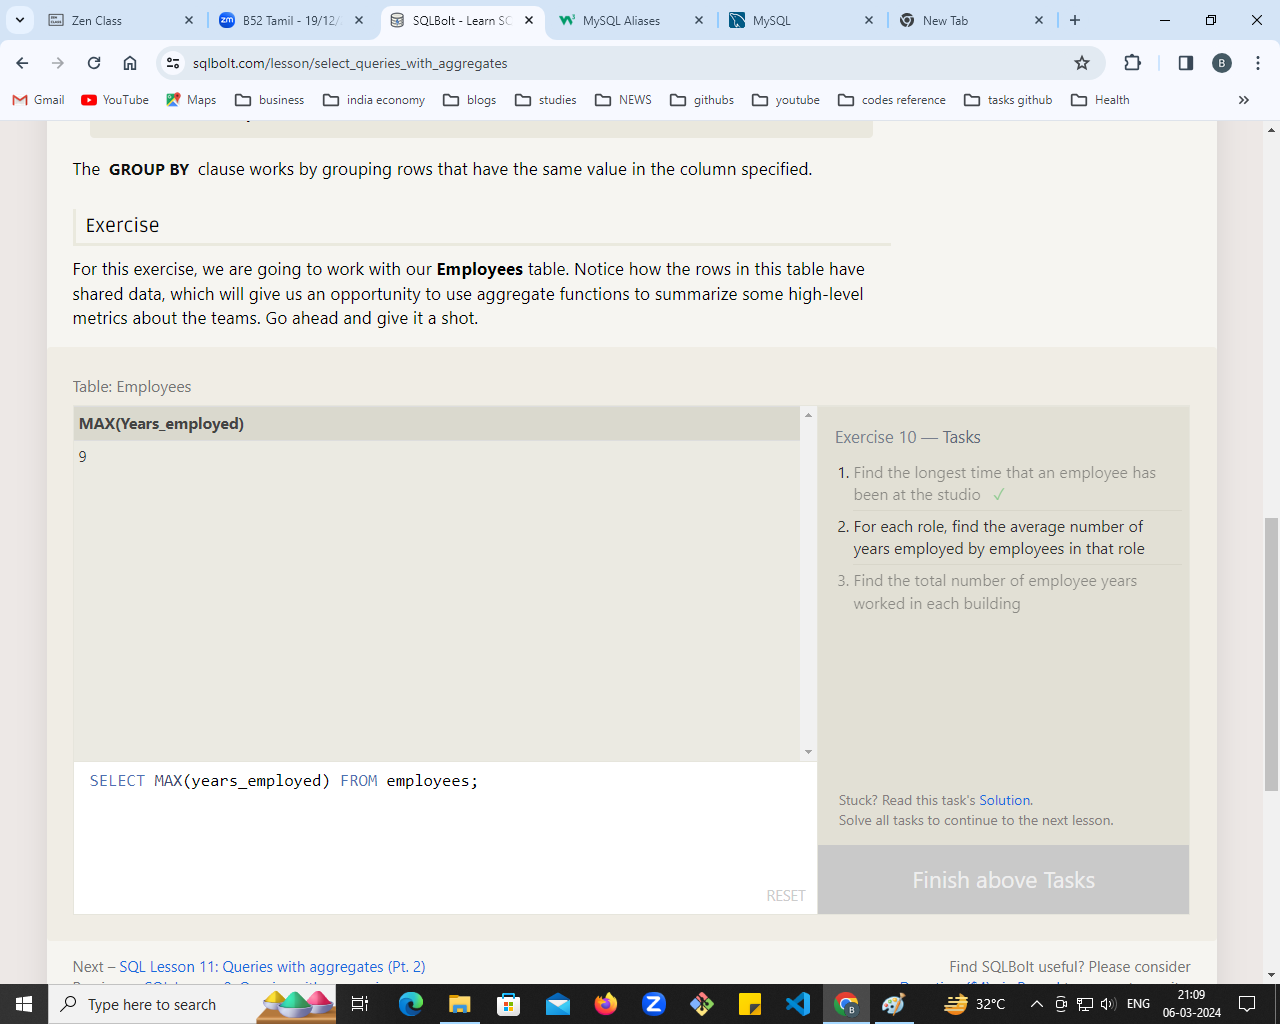 Zen Class
B52 Tamil - 19/12/
SQLBolt - Learn SC
MySQL Aliases
MySQL
New Tab
sqlbolt.com/lesson/select_queries_with_aggregates
B
Gmail
YouTube
Maps
business
india economy
blogs
studies
NEWS
githubs
youtube
codes reference
tasks github
Health
The GROUP BY clause works by grouping rows that have the same value in the column specified.
Exercise
For this exercise, we are going to work with our Employees table. Notice how the rows in this table have
shared data, which will give us an opportunity to use aggregate functions to summarize some high-level
metrics about the teams. Go ahead and give it a shot.
Table: Employees
MAX(Years_employed)
9
SELECT MAX(years_employed) FROM employees;
RESET
Exercise 10 — Tasks
1. Find the longest time that an employee has
been at the studio ✓
2. For each role, find the average number of
years employed by employees in that role
3. Find the total number of employee years
worked in each building
Stuck? Read this task's Solution.
Solve all tasks to continue to the next lesson.
Finish above Tasks
Next – SQL Lesson 11: Queries with aggregates (Pt. 2)
Find SQLBolt useful? Please consider
Type here to search
32°C
ENG
21:09
06-03-2024